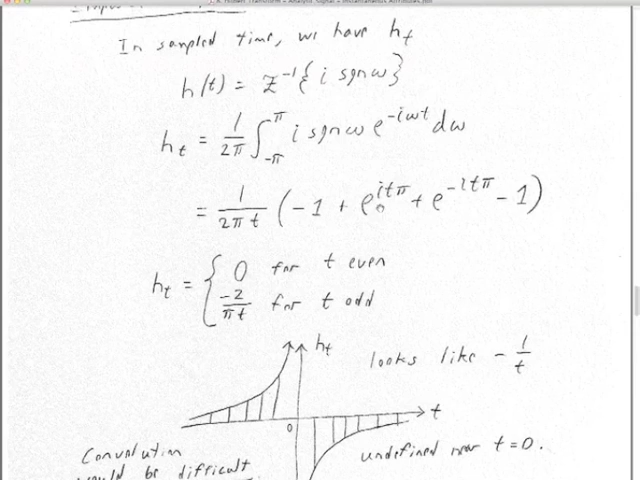 In sampled time, we have h_t
h(t) = Z^{-1}{i sgn ω}
h_t = 1/2π ∫_{-π}^{π} i sgn ω e^{-iωt} dω
= 1/2πt (-1 + e^{itπ} + e^{-itπ} - 1)
h_t = { 0 for t even
-2/πt for t odd
h_t
looks like - 1/t
t
0
undefined near t=0.
Convolution
would be difficult